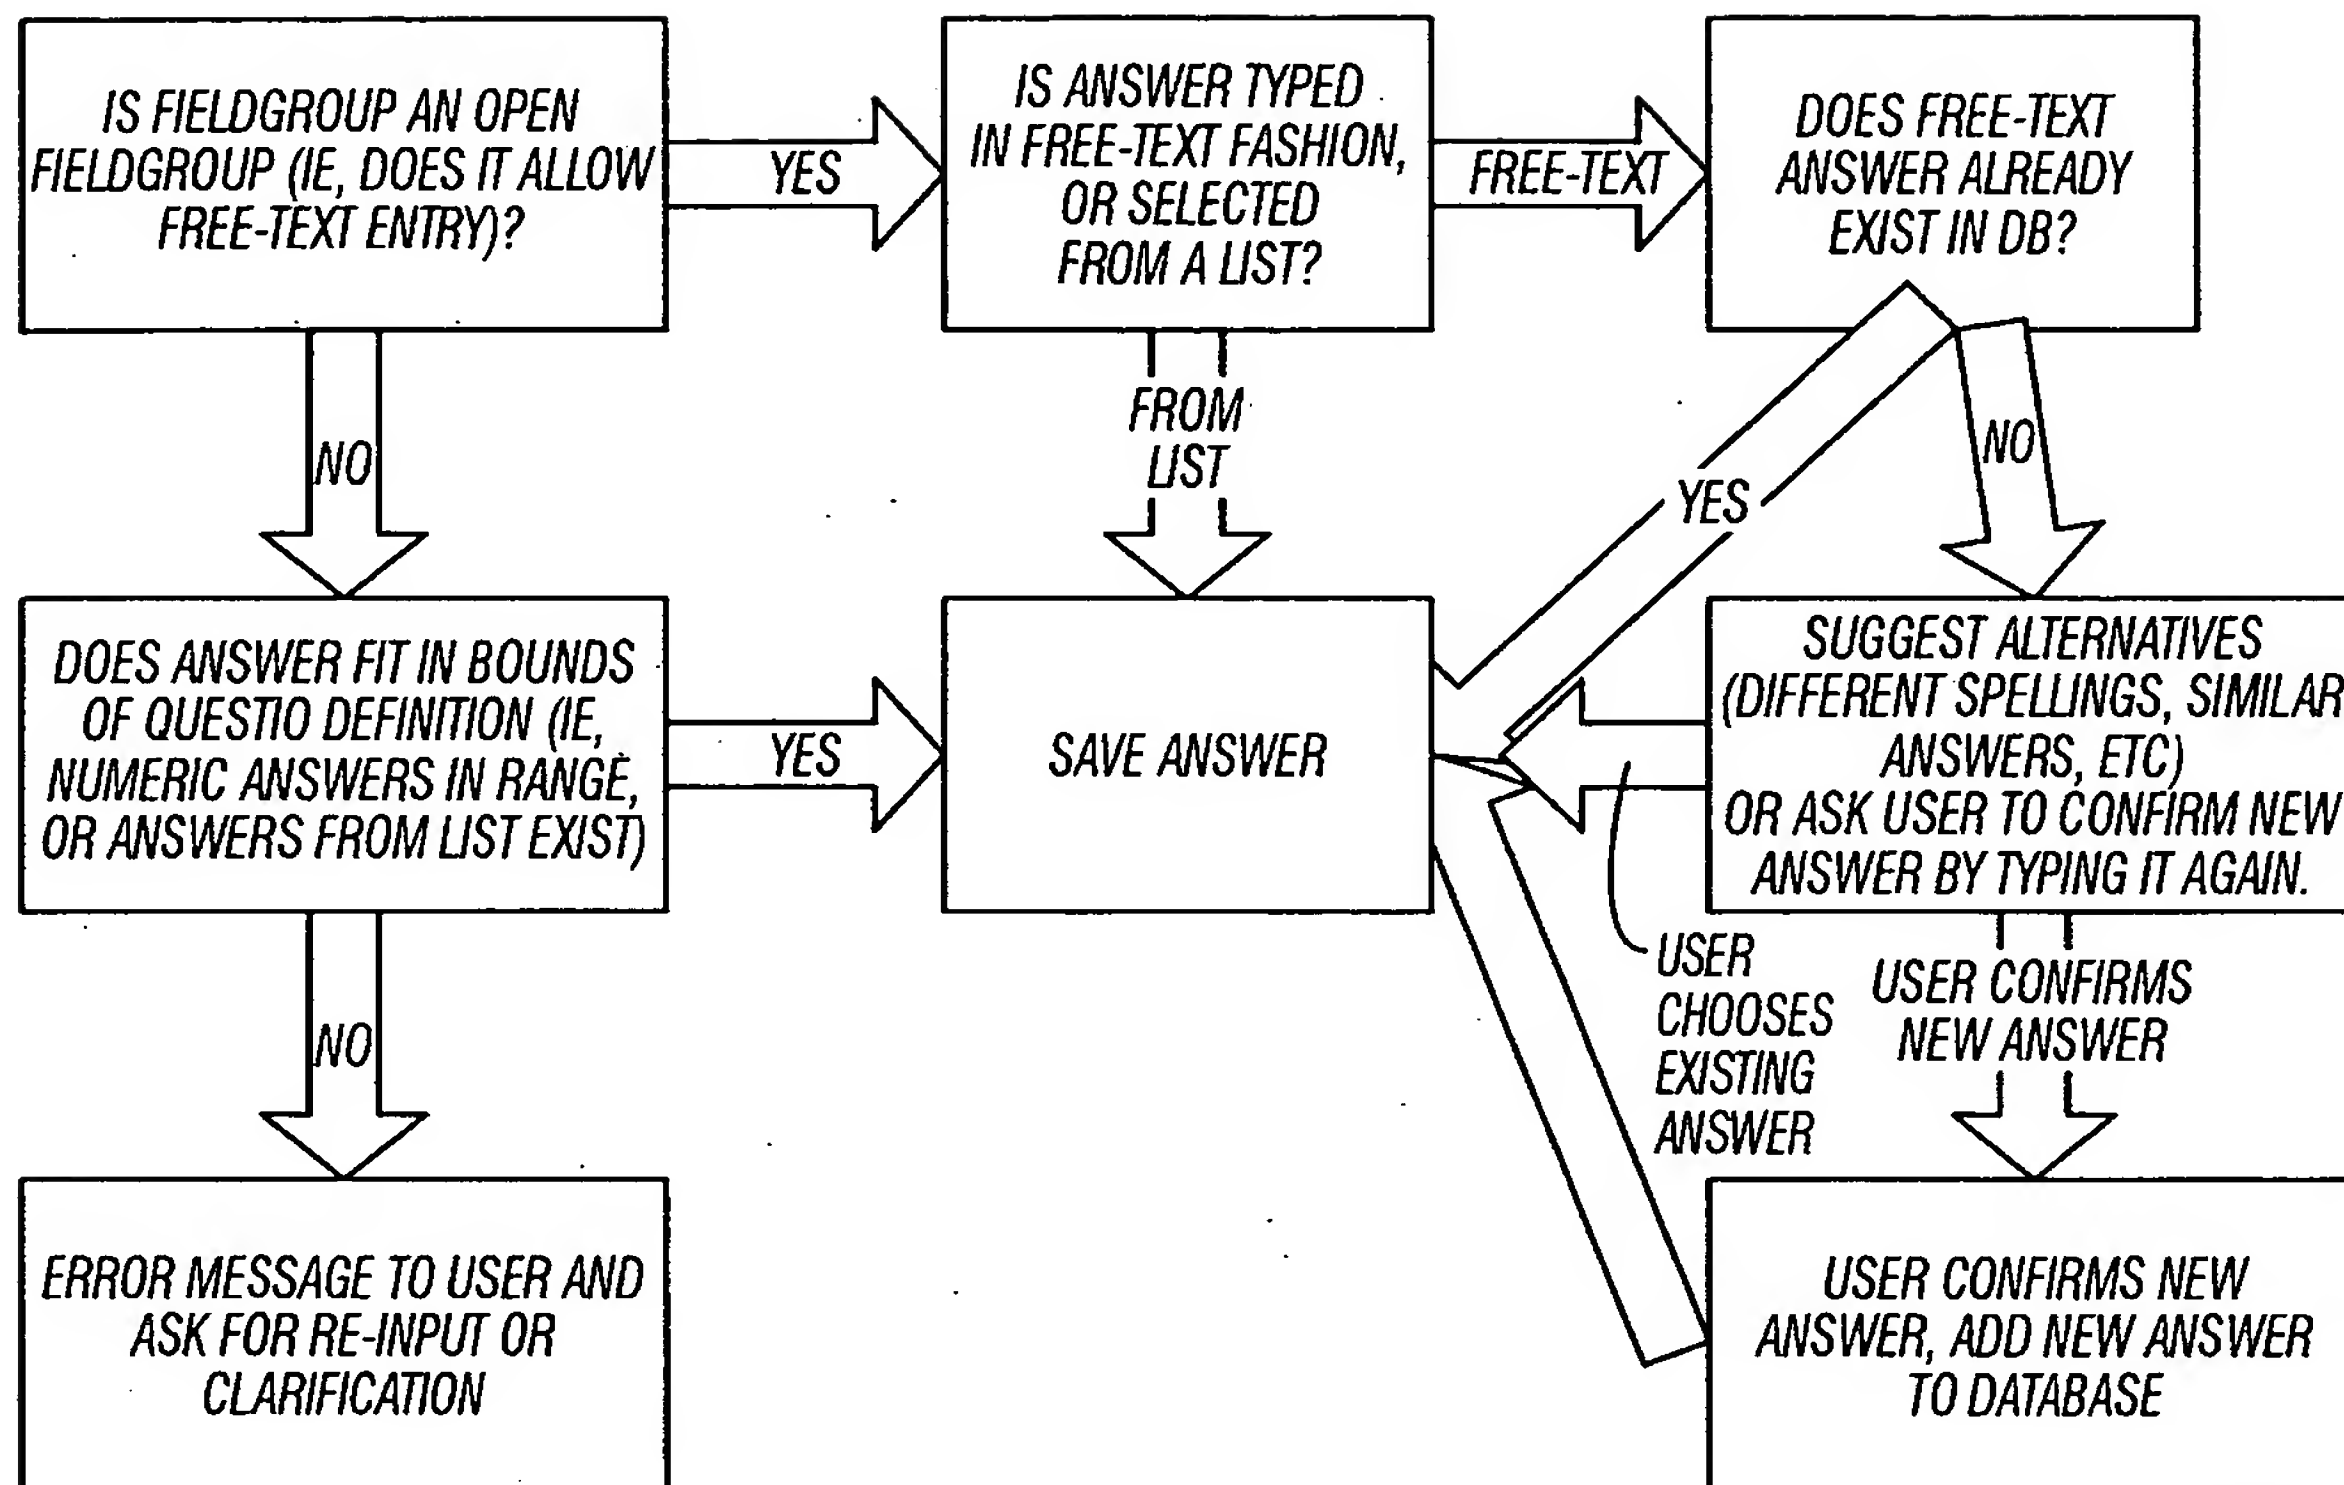 IS FIELDGROUP AN OPEN
FIELDGROUP (IE, DOES IT ALLOW
FREE-TEXT ENTRY)?
YES
IS ANSWER TYPED
IN FREE-TEXT FASHION,
OR SELECTED
FROM A LIST?
FREE-TEXT
DOES FREE-TEXT
ANSWER ALREADY
EXIST IN DB?
NO
FROM
LIST
YES
NO
DOES ANSWER FIT IN BOUNDS
OF QUESTIO DEFINITION (IE,
NUMERIC ANSWERS IN RANGE,
OR ANSWERS FROM LIST EXIST)
YES
SAVE ANSWER
SUGGEST ALTERNATIVES
(DIFFERENT SPELLINGS, SIMILAR
ANSWERS, ETC)
OR ASK USER TO CONFIRM NEW
ANSWER BY TYPING IT AGAIN.
NO
USER
CHOOSES
EXISTING
ANSWER
USER CONFIRMS
NEW ANSWER
ERROR MESSAGE TO USER AND
ASK FOR RE-INPUT OR
CLARIFICATION
USER CONFIRMS NEW
ANSWER, ADD NEW ANSWER
TO DATABASE